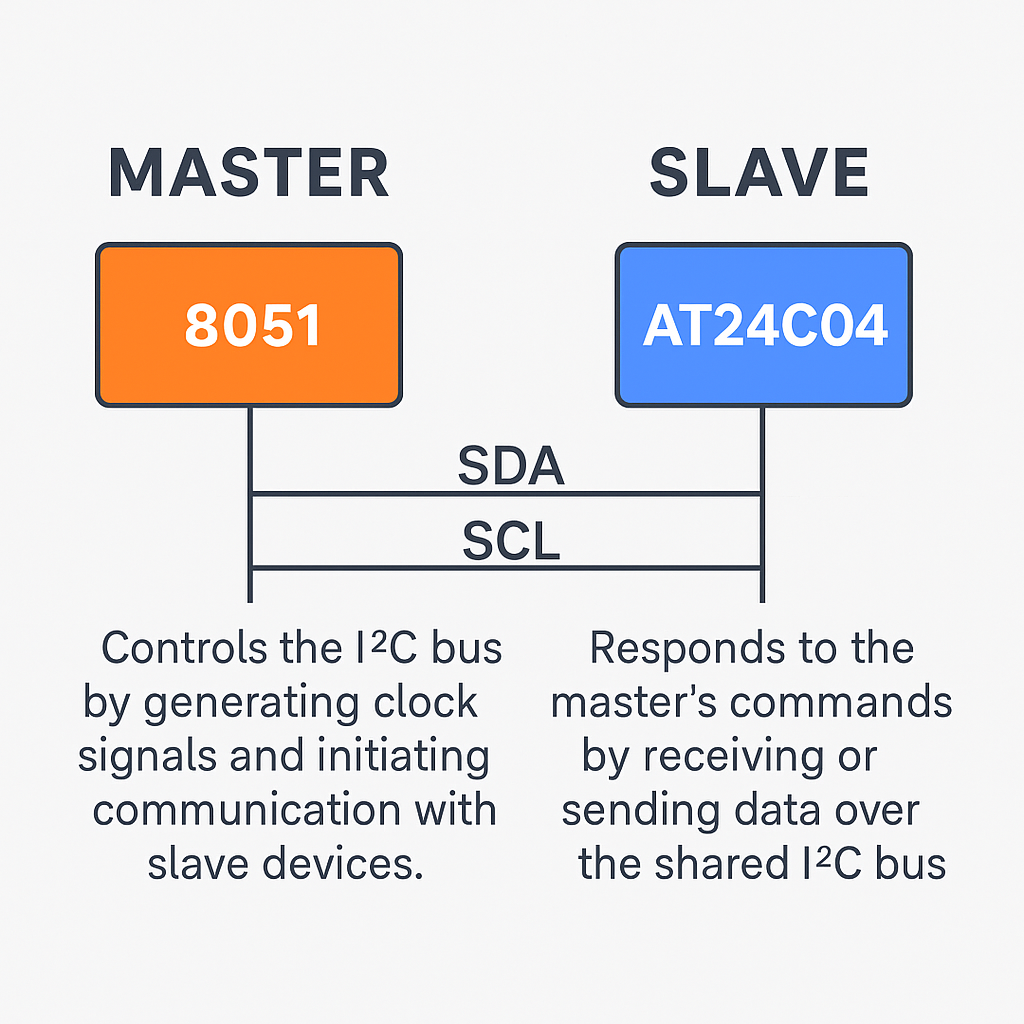 MASTER
SLAVE
8051
AT24C04
SDA
SCL
Controls the I²C bus
by generating clock
signals and initiating
communication with
slave devices.
Responds to the
master's commands
by receiving or
sending data over
the shared I²C bus